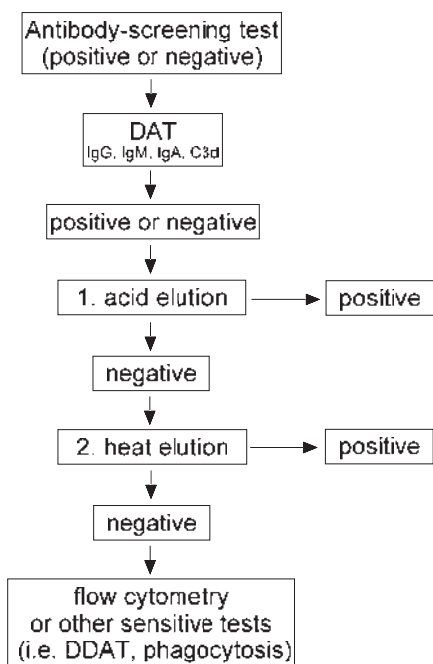 Antibody-screening test
(positive or negative)
DAT
IgG, IgM, IgA, C3d
positive or negative
1. acid elution
positive
negative
2. heat elution
positive
negative
flow cytometry
or other sensitive tests
(i.e. DDAT, phagocytosis)